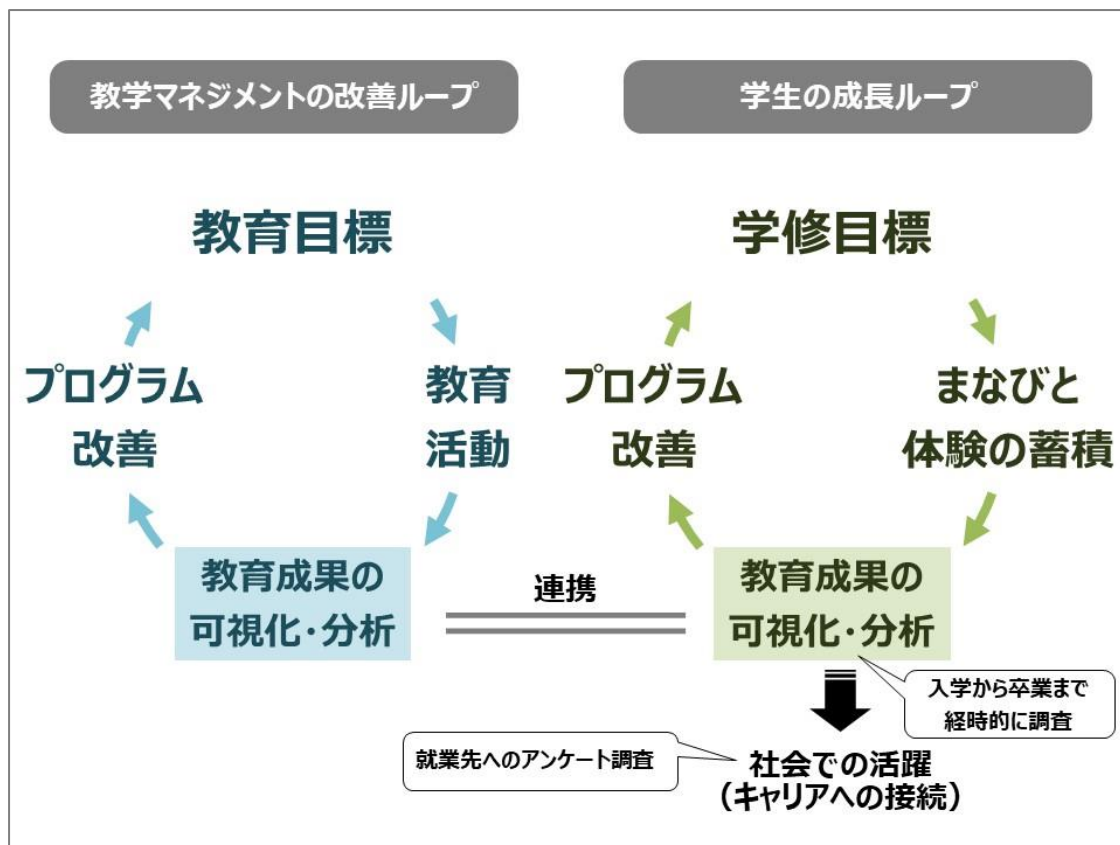 教学マネジメントの改善ループ
学生の成長ループ
教育目標
学修目標
プログラム
改善
教育
活動
プログラム
改善
まなびと
体験の蓄積
教育成果の
可視化・分析
連携
教育成果の
可視化・分析
入学から卒業まで
経時的に調査
就業先へのアンケート調査
社会での活躍
（キャリアへの接続）